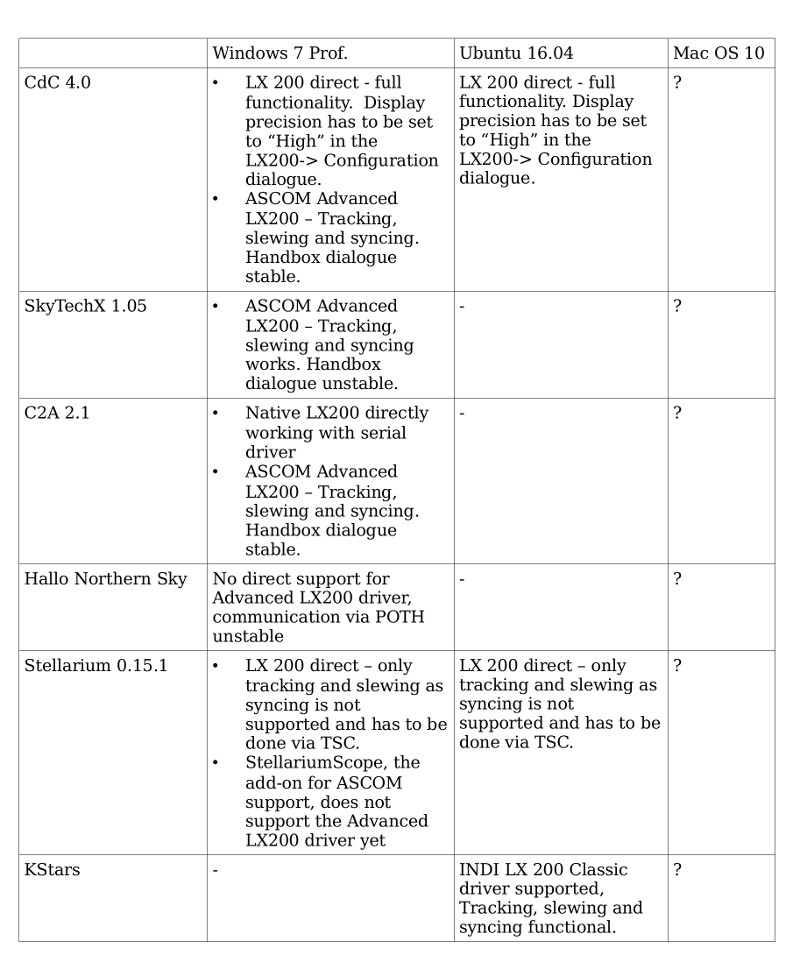 Windows 7 Prof.
Ubuntu 16.04
Mac OS 10
CdC 4.0
• LX 200 direct - full
functionality.  Display
precision has to be set
to “High” in the
LX200-> Configuration
dialogue.
• ASCOM Advanced
LX200 – Tracking,
slewing and syncing.
Handbox dialogue
stable.
LX 200 direct - full
functionality. Display
precision has to be set
to “High” in the
LX200-> Configuration
dialogue.
?
SkyTechX 1.05
• ASCOM Advanced
LX200 – Tracking,
slewing and syncing
works. Handbox
dialogue unstable.
-
?
C2A 2.1
• Native LX200 directly
working with serial
driver
• ASCOM Advanced
LX200 – Tracking,
slewing and syncing.
Handbox dialogue
stable.
-
?
Hallo Northern Sky
No direct support for
Advanced LX200 driver,
communication via POTH
unstable
-
?
Stellarium 0.15.1
• LX 200 direct – only
tracking and slewing as
syncing is not
supported and has to be
done via TSC.
• StellariumScope, the
add-on for ASCOM
support, does not
support the Advanced
LX200 driver yet
LX 200 direct – only
tracking and slewing as
syncing is not
supported and has to be
done via TSC.
?
KStars
-
INDI LX 200 Classic
driver supported,
Tracking, slewing and
syncing functional.
?